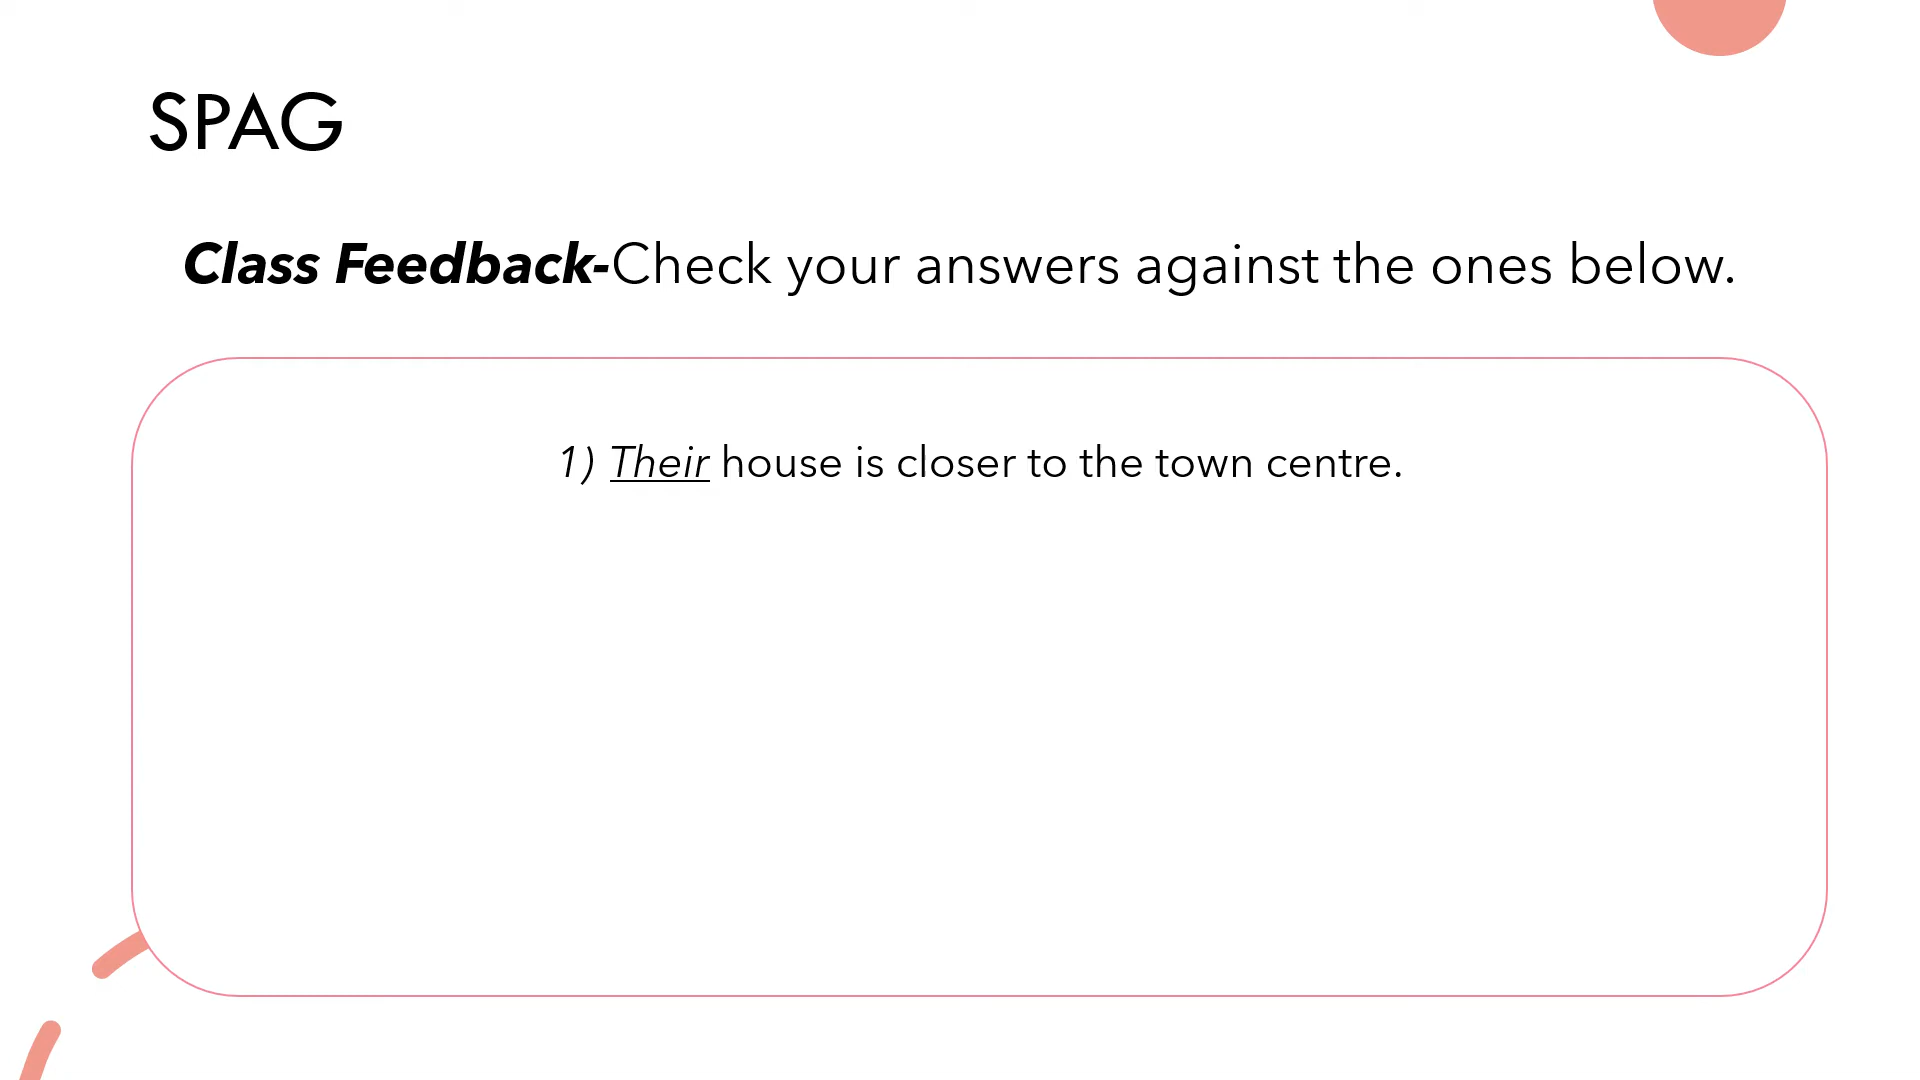 SPAG
Class Feedback-Check your answers against the ones below.
1) Their house is closer to the town centre.